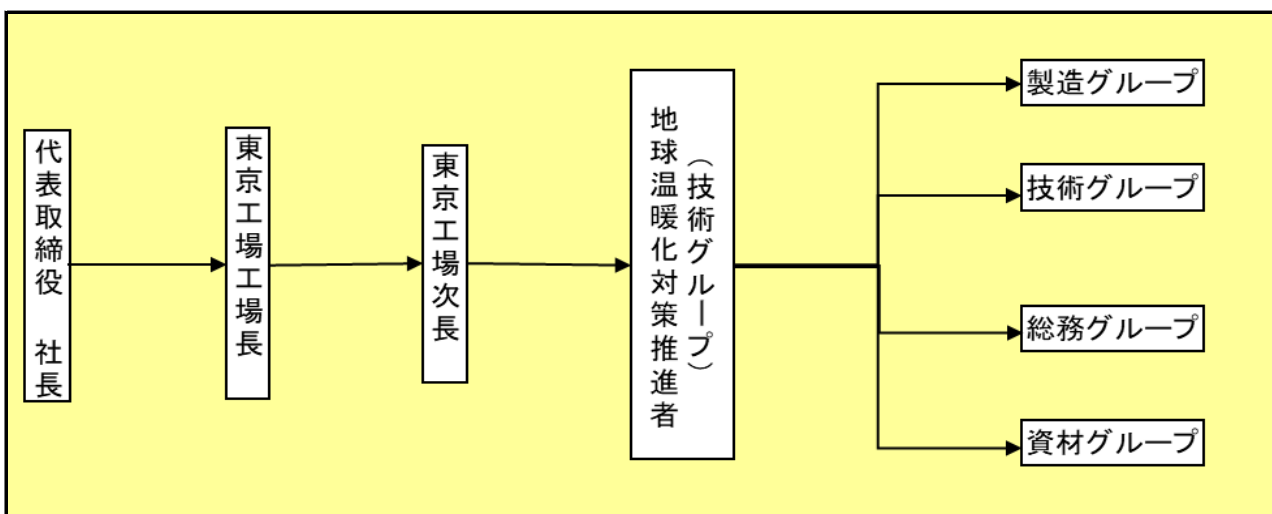 代表取締役 社長
東京工場工場長
東京工場次長
地球温暖化対策推進者
(技術グループ)
製造グループ
技術グループ
総務グループ
資材グループ